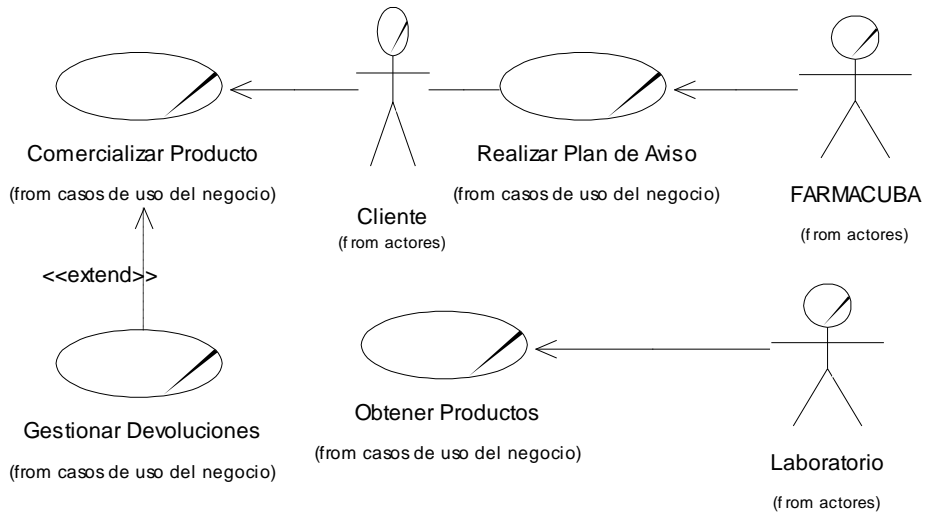 Comercializar Producto
(from casos de uso del negocio)
Cliente
(from actores)
Realizar Plan de Aviso
(from casos de uso del negocio)
FARMACUBA
(from actores)
<<extend>>
Gestionar Devoluciones
(from casos de uso del negocio)
Obtener Productos
(from casos de uso del negocio)
Laboratorio
(from actores)